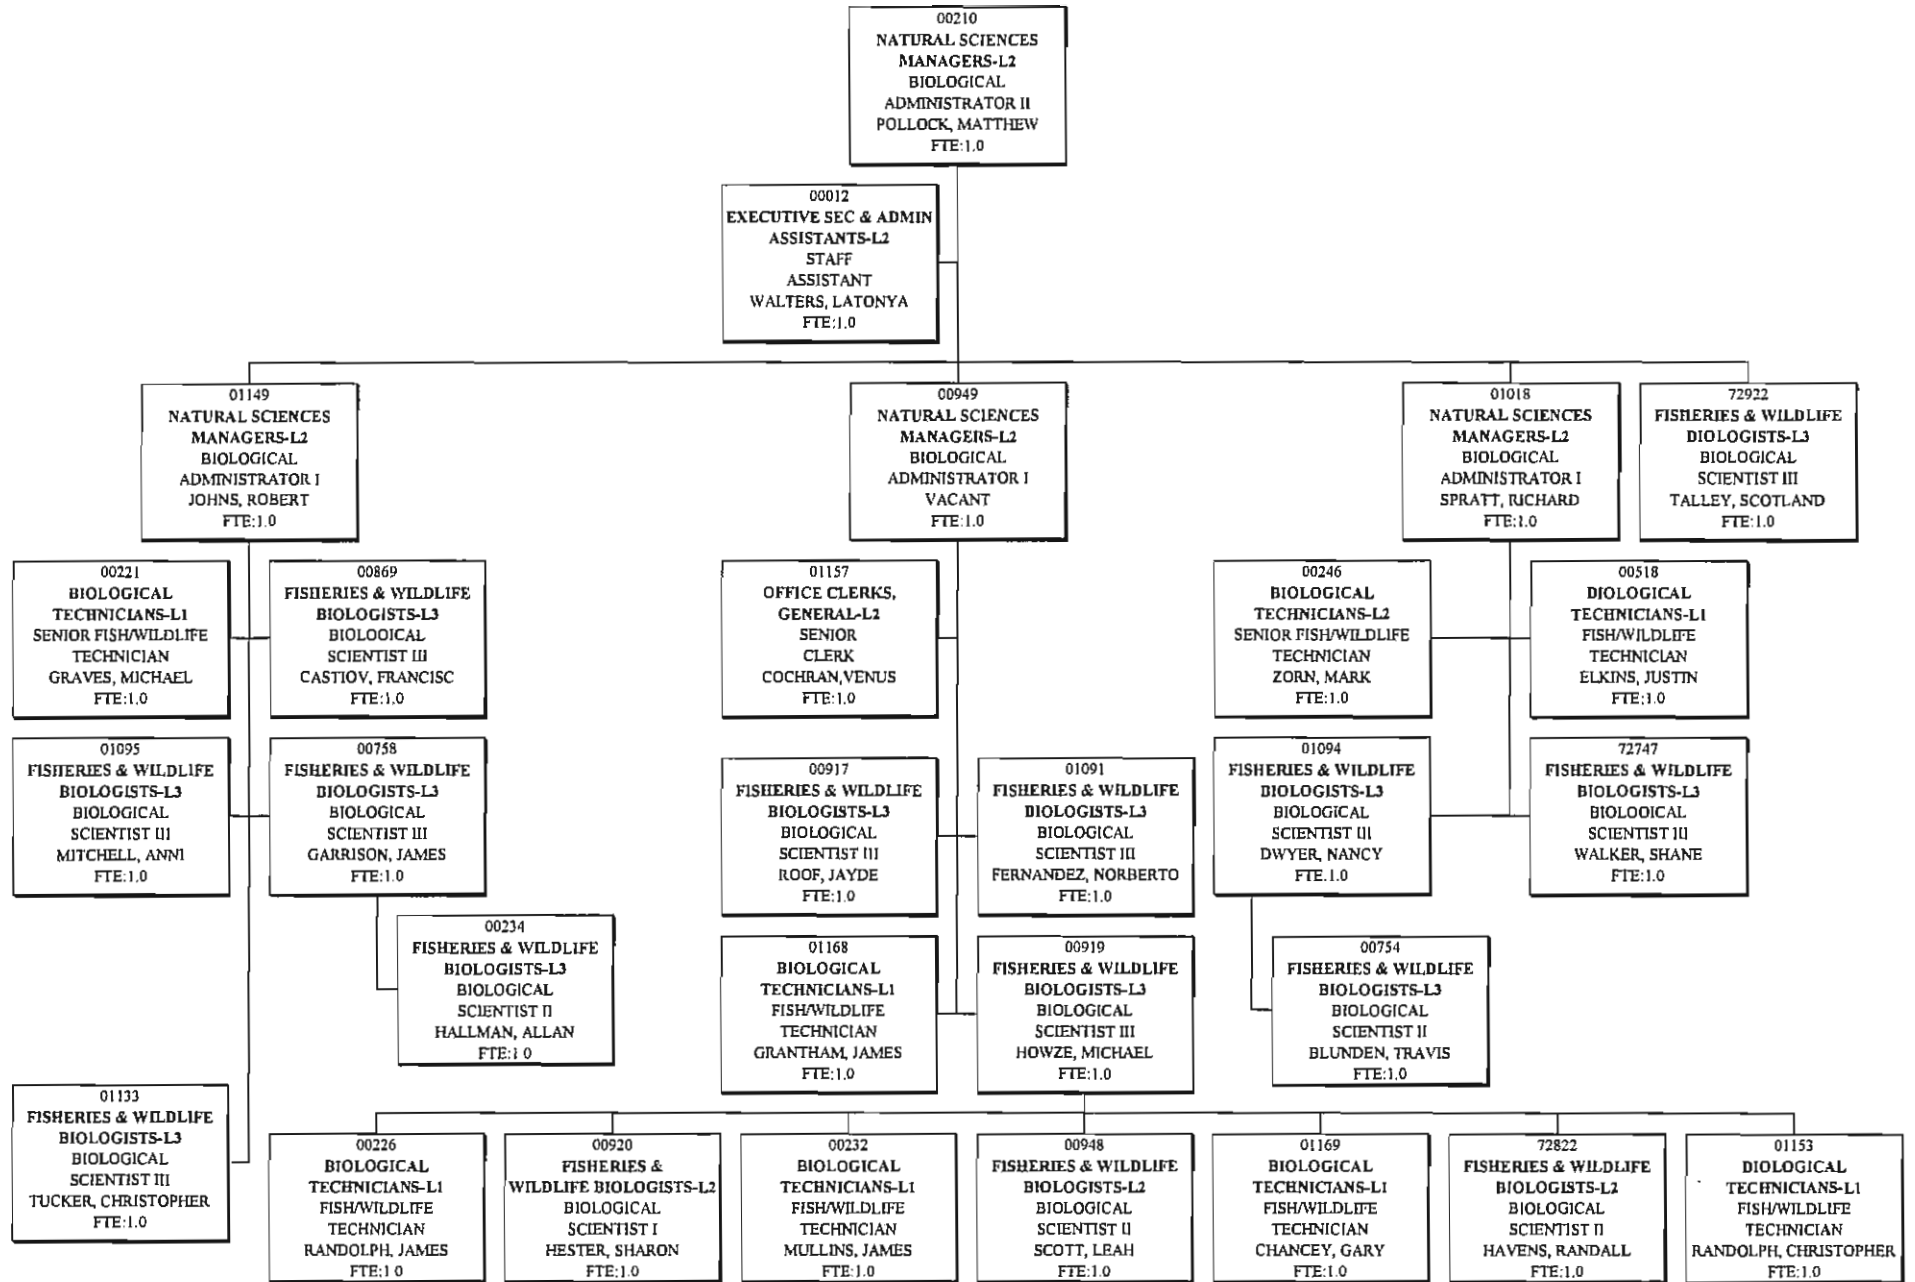 00210
NATURAL SCIENCES
MANAGERS-L2
BIOLOGICAL
ADMINISTRATOR II
POLLOCK, MATTHEW
FTE:1.0
00012
EXECUTIVE SEC & ADMIN
ASSISTANTS-L2
STAFF
ASSISTANT
WALTERS, LATONYA
FTE:1.0
01149
NATURAL SCIENCES
MANAGERS-L2
BIOLOGICAL
ADMINISTRATOR I
JOHNS, ROBERT
FTE:1.0
00949
NATURAL SCIENCES
MANAGERS-L2
BIOLOGICAL
ADMINISTRATOR I
VACANT
FTE:1.0
01018
NATURAL SCIENCES
MANAGERS-L2
BIOLOGICAL
ADMINISTRATOR I
SPRATT, RICHARD
FTE:1.0
72922
FISHERIES & WILDLIFE
BIOLOGISTS-L3
BIOLOGICAL
SCIENTIST III
TALLEY, SCOTLAND
FTE:1.0
00221
BIOLOGICAL
TECHNICIANS-L1
SENIOR FISH/WILDLIFE
TECHNICIAN
GRAVES, MICHAEL
FTE:1.0
00869
FISHERIES & WILDLIFE
BIOLOGISTS-L3
BIOLOGICAL
SCIENTIST III
CASTIOV, FRANCISC
FTE:1.0
01157
OFFICE CLERKS,
GENERAL-L2
SENIOR
CLERK
COCHRAN,VENUS
FTE:1.0
00246
BIOLOGICAL
TECHNICIANS-L2
SENIOR FISH/WILDLIFE
TECHNICIAN
ZORN, MARK
FTE:1.0
00518
BIOLOGICAL
TECHNICIANS-L1
FISH/WILDLIFE
TECHNICIAN
ELKINS, JUSTIN
FTE:1.0
01095
FISHERIES & WILDLIFE
BIOLOGISTS-L3
BIOLOGICAL
SCIENTIST III
MITCHELL, ANNI
FTE:1.0
00758
FISHERIES & WILDLIFE
BIOLOGISTS-L3
BIOLOGICAL
SCIENTIST III
GARRISON, JAMES
FTE:1.0
00917
FISHERIES & WILDLIFE
BIOLOGISTS-L3
BIOLOGICAL
SCIENTIST III
ROOF, JAYDE
FTE:1.0
01091
FISHERIES & WILDLIFE
BIOLOGISTS-L3
BIOLOGICAL
SCIENTIST III
FERNANDEZ, NORBERTO
FTE:1.0
01094
FISHERIES & WILDLIFE
BIOLOGISTS-L3
BIOLOGICAL
SCIENTIST III
DWYER, NANCY
FTE:1.0
72747
FISHERIES & WILDLIFE
BIOLOGISTS-L3
BIOLOGICAL
SCIENTIST III
WALKER, SHANE
FTE:1.0
00234
FISHERIES & WILDLIFE
BIOLOGISTS-L3
BIOLOGICAL
SCIENTIST II
HALLMAN, ALLAN
FTE:1.0
01168
BIOLOGICAL
TECHNICIANS-L1
FISH/WILDLIFE
TECHNICIAN
GRANTHAM, JAMES
FTE:1.0
00919
FISHERIES & WILDLIFE
BIOLOGISTS-L3
BIOLOGICAL
SCIENTIST III
HOWZE, MICHAEL
FTE:1.0
00754
FISHERIES & WILDLIFE
BIOLOGISTS-L3
BIOLOGICAL
SCIENTIST II
BLUNDEN, TRAVIS
FTE:1.0
01133
FISHERIES & WILDLIFE
BIOLOGISTS-L3
BIOLOGICAL
SCIENTIST III
TUCKER, CHRISTOPHER
FTE:1.0
00226
BIOLOGICAL
TECHNICIANS-L1
FISH/WILDLIFE
TECHNICIAN
RANDOLPH, JAMES
FTE:1.0
00920
FISHERIES &
WILDLIFE BIOLOGISTS-L2
BIOLOGICAL
SCIENTIST I
HESTER, SHARON
FTE:1.0
00232
BIOLOGICAL
TECHNICIANS-L1
FISH/WILDLIFE
TECHNICIAN
MULLINS, JAMES
FTE:1.0
00948
FISHERIES & WILDLIFE
BIOLOGISTS-L2
BIOLOGICAL
SCIENTIST II
SCOTT, LEAH
FTE:1.0
01169
BIOLOGICAL
TECHNICIANS-L1
FISH/WILDLIFE
TECHNICIAN
CHANCEY, GARY
FTE:1.0
72822
FISHERIES & WILDLIFE
BIOLOGISTS-L2
BIOLOGICAL
SCIENTIST II
HAVENS, RANDALL
FTE:1.0
01153
BIOLOGICAL
TECHNICIANS-L1
FISH/WILDLIFE
TECHNICIAN
RANDOLPH, CHRISTOPHER
FTE:1.0